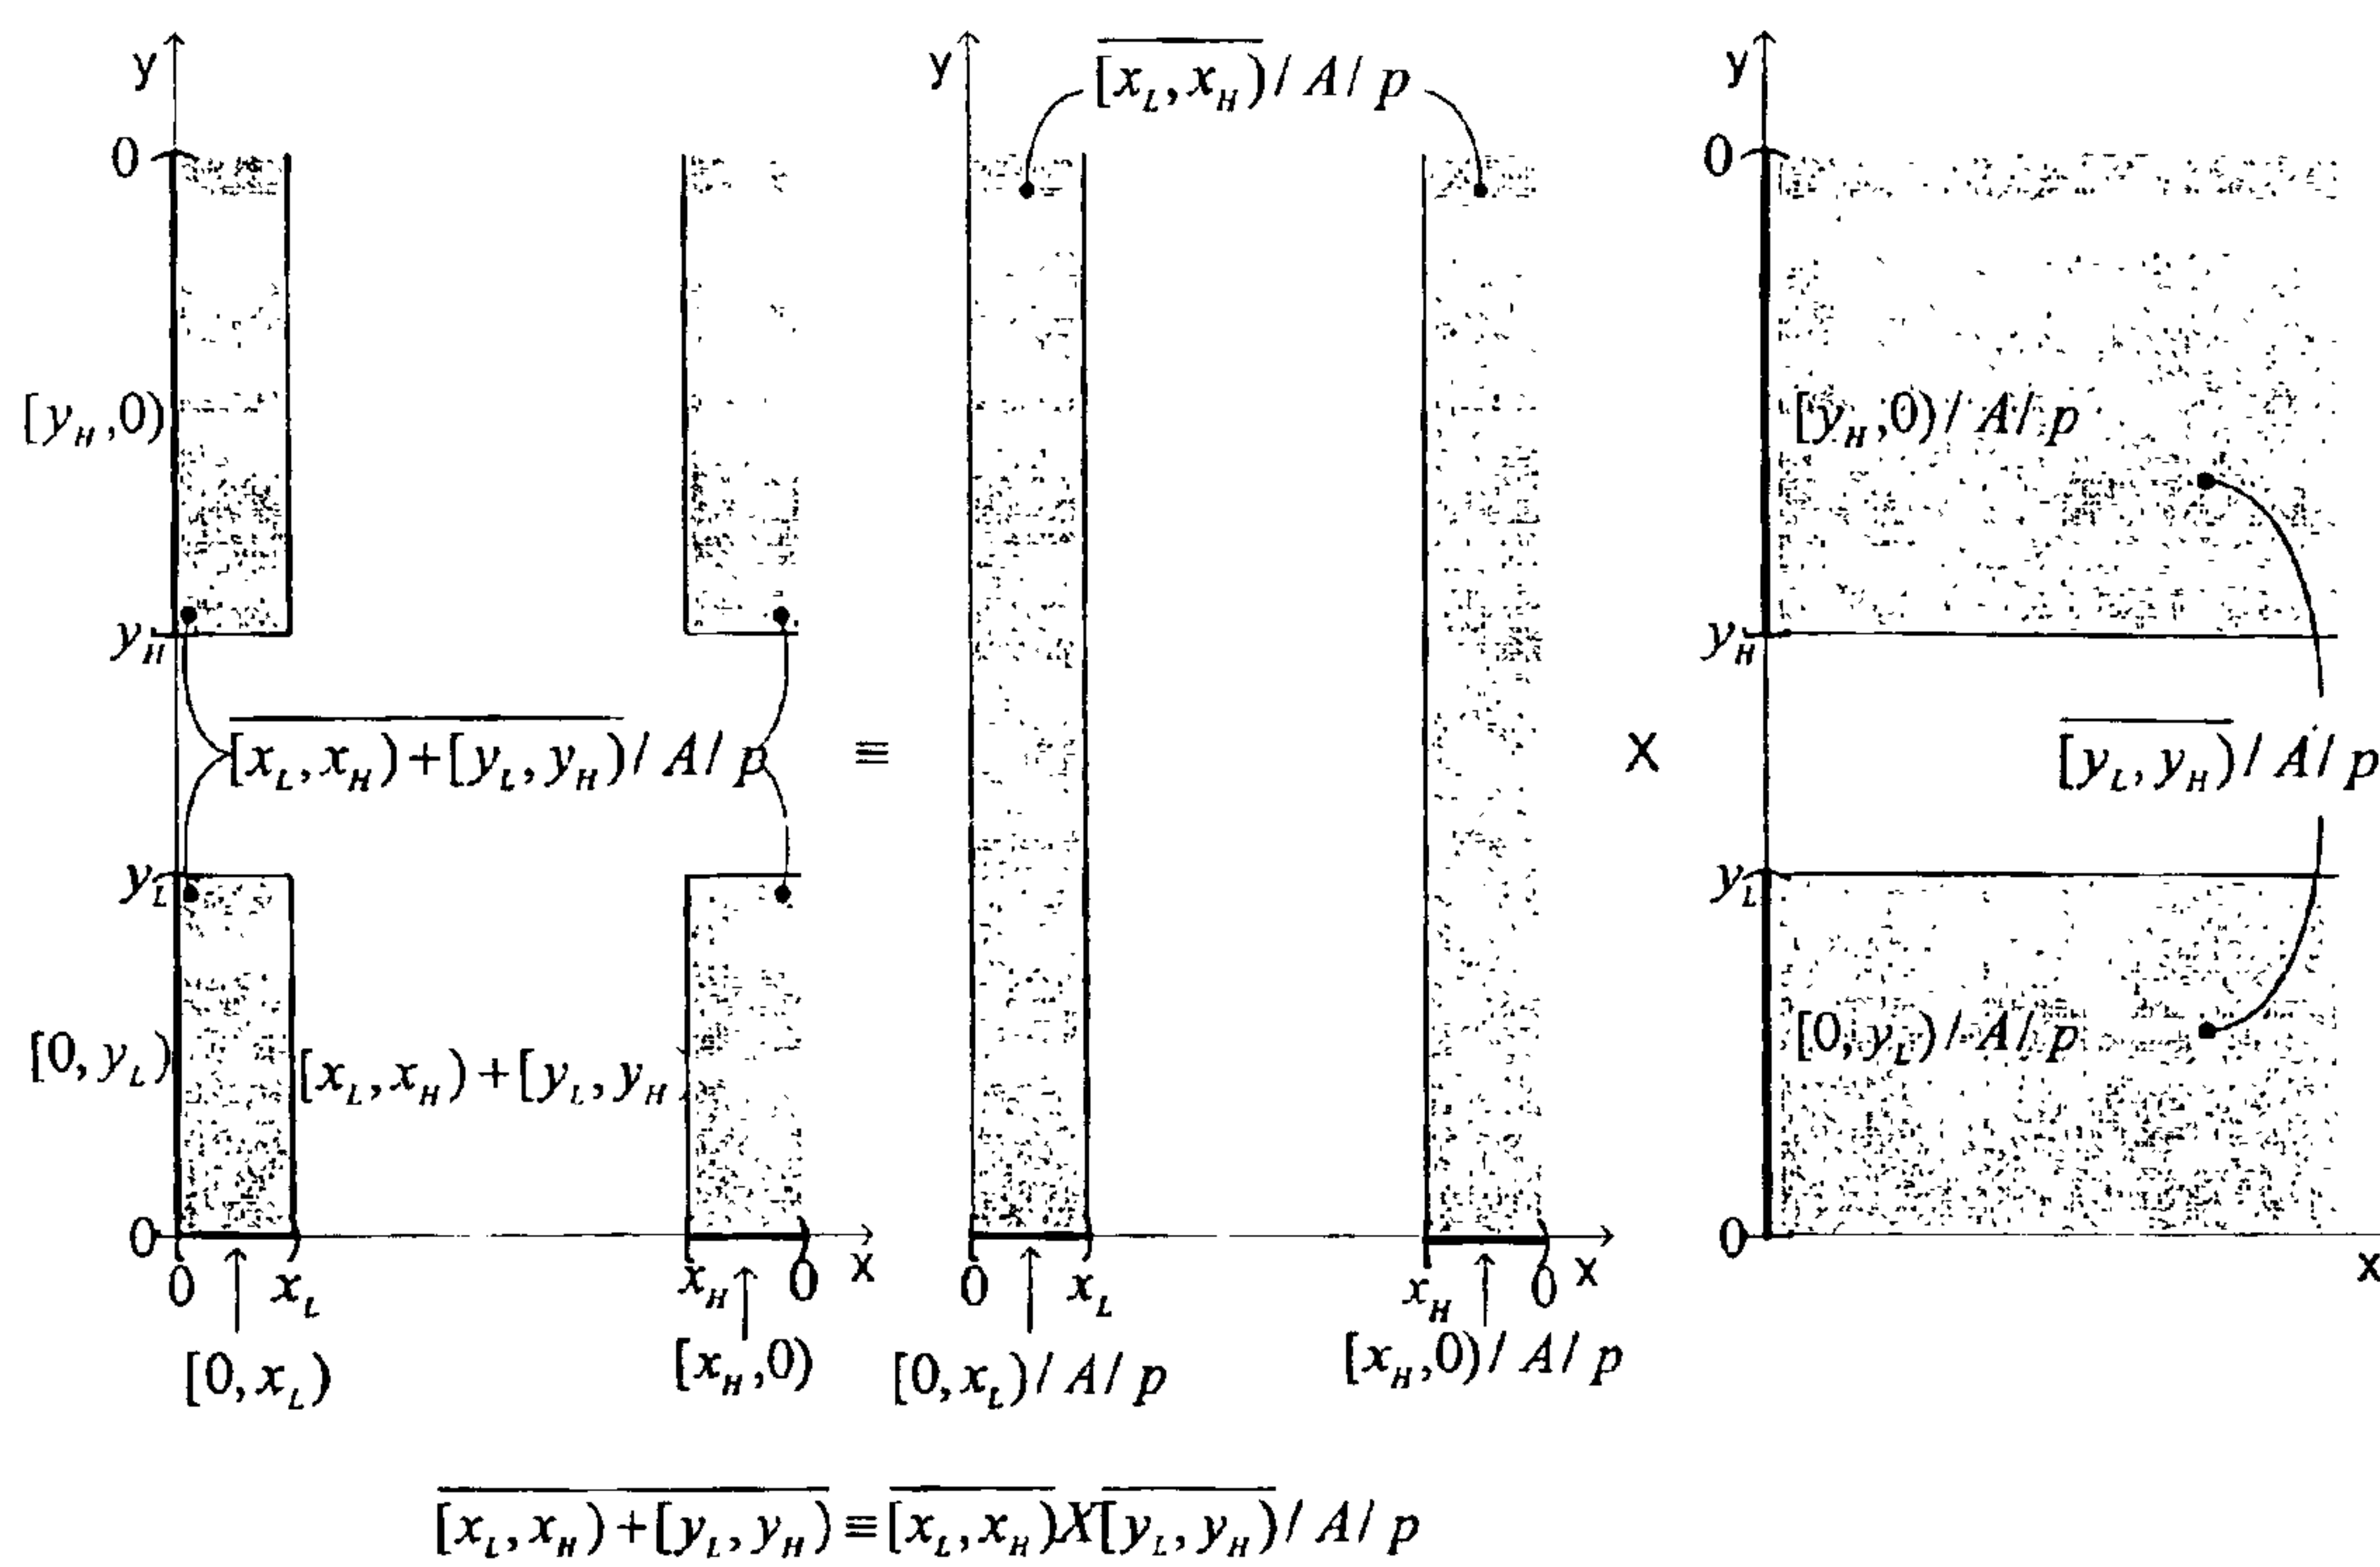 y
0
[y_H,0)
y_H
[x_L,x_H)+[y_L,y_H)/A/p
y_L
[0,y_L)
[x_L,x_H)+[y_L,y_H)
0
0
x_L
x_H
0
x
[0,x_L)
[x_H,0)
≡
y
[x_L,x_H)/A/p
0
x_L
x_H
0
x
[0,x_L)/A/p
[x_H,0)/A/p
X
y
0
[y_H,0)/A/p
y_H
[y_L,y_H)/A/p
y_L
[0,y_L)/A/p
0
x
[x_L,x_H)+[y_L,y_H)≡[x_L,x_H)X[y_L,y_H)/A/p